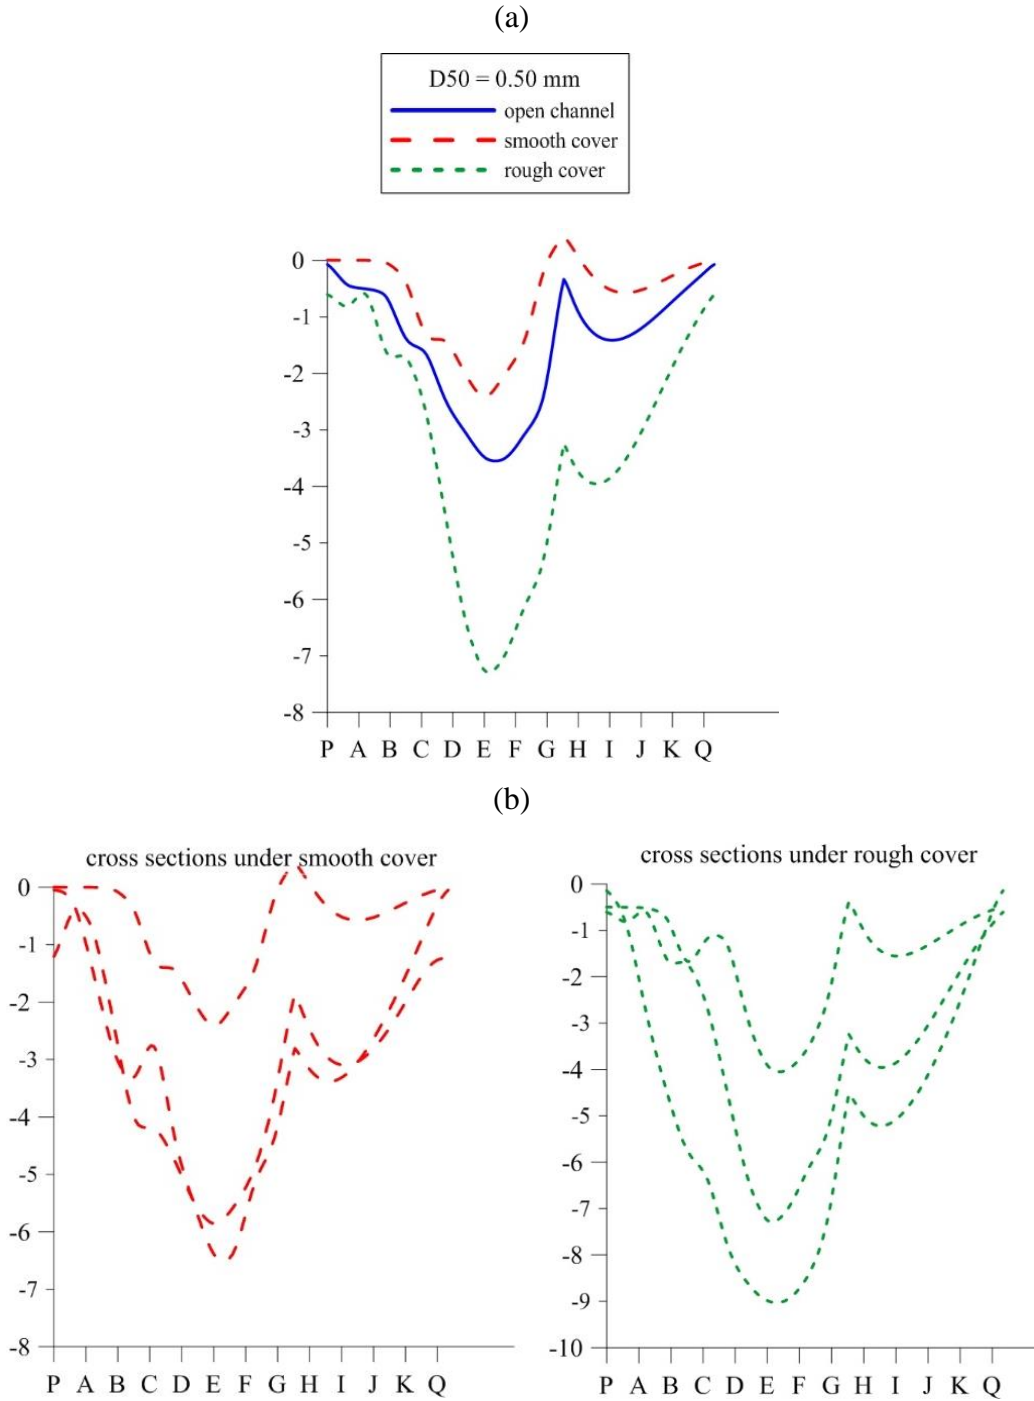 (a)
D50 = 0.50 mm
open channel
smooth cover
rough cover
0
-1
-2
-3
-4
-5
-6
-7
-8
P A B C D E F G H I J K Q
(b)
cross sections under smooth cover
0
-1
-2
-3
-4
-5
-6
-7
-8
P A B C D E F G H I J K Q
cross sections under rough cover
0
-1
-2
-3
-4
-5
-6
-7
-8
-9
-10
P A B C D E F G H I J K Q